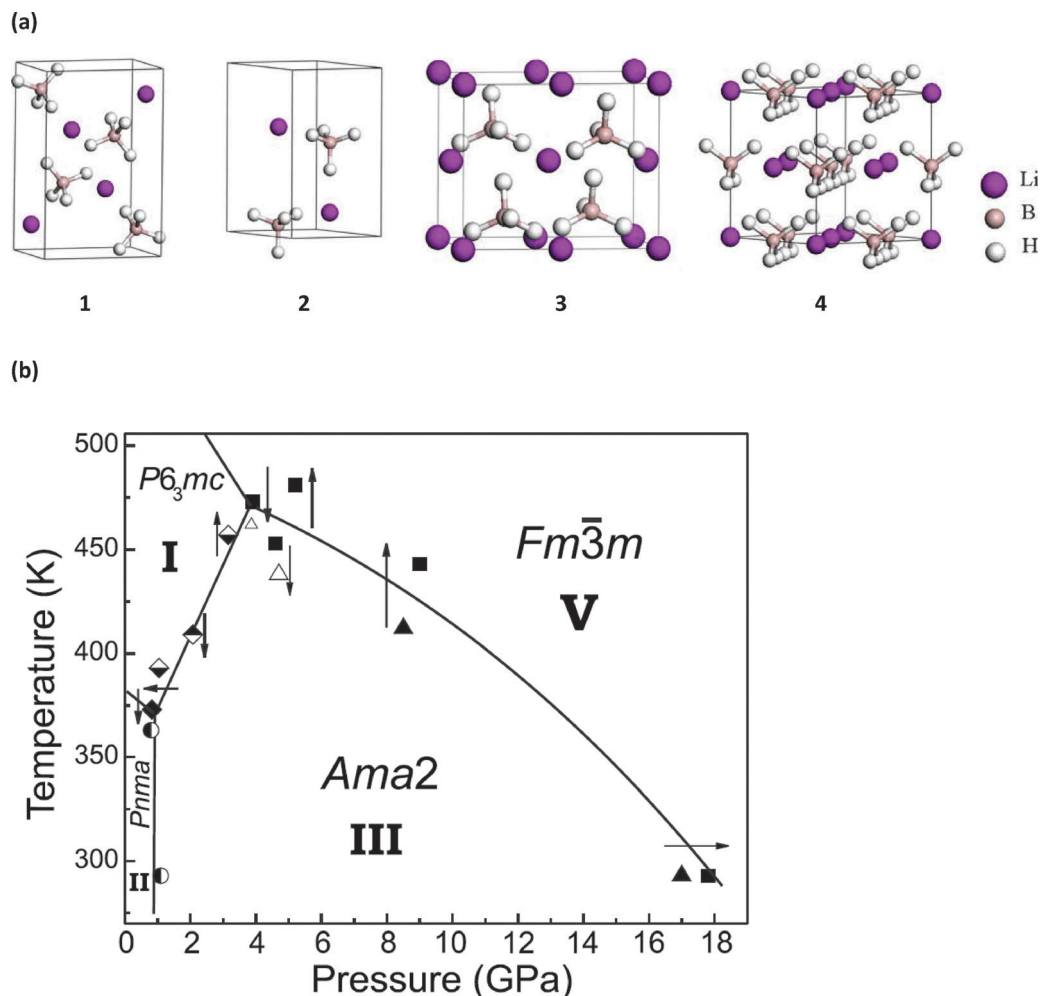 (a)
Li
B
H
1 2 3 4
(b)
500
450
400
350
300
Temperature (K)
P6₃mc
I
Fm3̅m
V
Ama2
III
Pnma
II
0 2 4 6 8 10 12 14 16 18
Pressure (GPa)